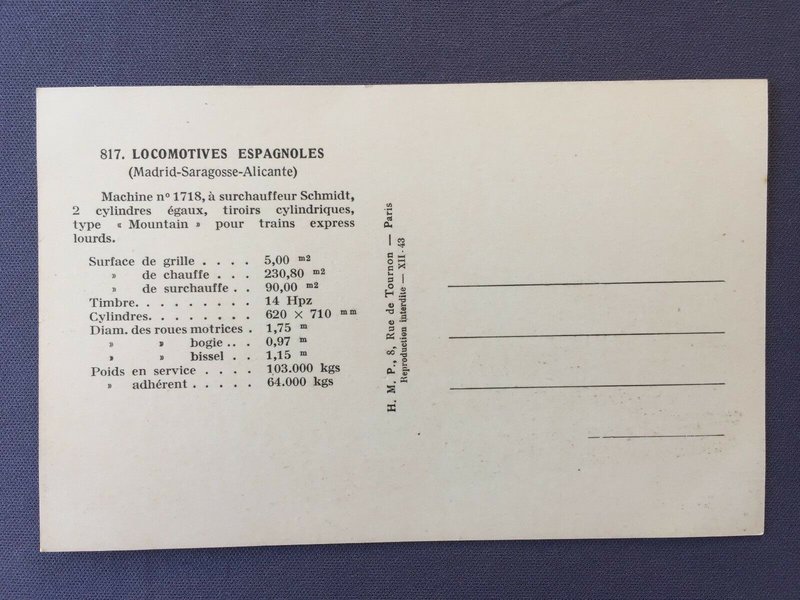 817. LOCOMOTIVES ESPAGNOLES
(Madrid-Saragosse-Alicante)
Machine nº 1718, à surchauffeur Schmidt,
2 cylindres égaux, tiroirs cylindriques,
type « Mountain » pour trains express
lourds.
Surface de grille . . . . 5,00 m2
» de chauffe . . . 230,80 m2
» de surchauffe . . 90,00 m2
Timbre. . . . . . . . . 14 Hpz
Cylindres. . . . . . . . 620 × 710 mm
Diam. des roues motrices . 1,75 m
» » bogie . . . 0,97 m
» » bissel . . 1,15 m
Poids en service . . . . 103.000 kgs
» adhérent . . . . . 64.000 kgs
H. M. P., 8, Rue de Tournon — Paris
Reproduction interdite — XII-43